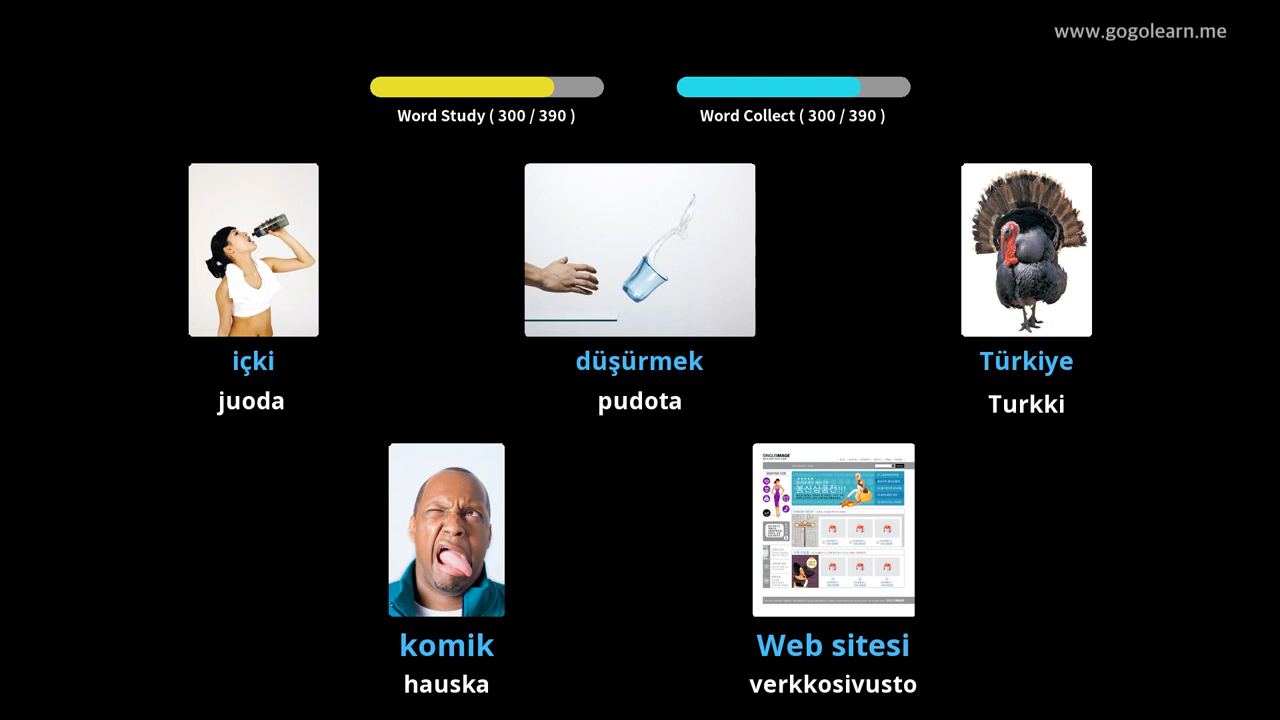 www.gogolearn.me
Word Study ( 300 / 390 )
Word Collect ( 300 / 390 )
içki
juoda
düşürmek
pudota
Türkiye
Turkki
komik
hauska
SINGLEIMAGE
Web sitesi
verkkosivusto